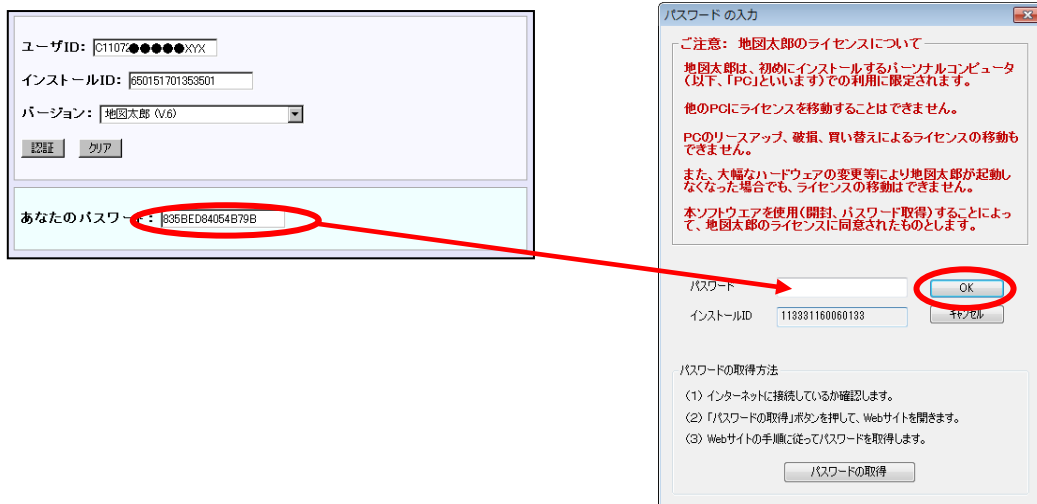 ユーザID: C11072●●●●●XYX
インストールID: 650151701353501
バージョン: 地図太郎 (V.6)
認証 クリア
あなたのパスワード: 835BED84054B79B
パスワード の入力
ご注意: 地図太郎のライセンスについて
地図太郎は、初めにインストールするパーソナルコンピュータ
(以下、「PC」といいます)での利用に限定されます。
他のPCにライセンスを移動することはできません。
PCのリースアップ、破損、買い替えによるライセンスの移動も
できません。
また、大幅なハードウェアの変更等により地図太郎が起動し
なくなった場合でも、ライセンスの移動はできません。
本ソフトウエアを使用(開封、パスワード取得)することによっ
て、地図太郎のライセンスに同意されたものとします。
パスワード OK
インストールID 113331160060133 キャンセル
パスワードの取得方法
(1) インターネットに接続しているか確認します。
(2) 「パスワードの取得」ボタンを押して、Webサイトを開きます。
(3) Webサイトの手順に従ってパスワードを取得します。
パスワードの取得